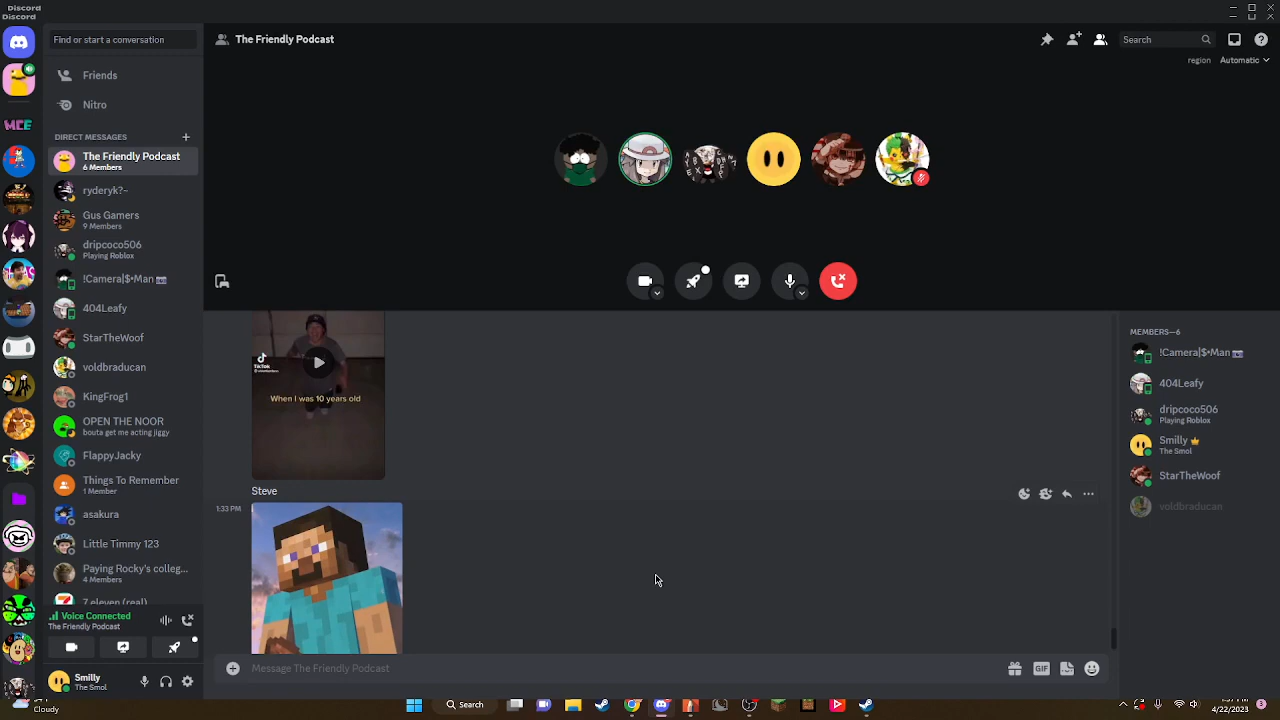 Discord
Discord
Find or start a conversation
The Friendly Podcast
Search
region
Automatic
Friends
Nitro
DIRECT MESSAGES
The Friendly Podcast
6 Members
ryderyk?~
Gus Gamers
9 Members
dripcoco506
Playing Roblox
!Camera|$•Man
404Leafy
StarTheWoof
voldbraducan
KingFrog1
OPEN THE NOOR
bouta get me acting jiggy
FlappyJacky
Things To Remember
1 Member
asakura
Little Timmy 123
Paying Rocky's colleg...
4 Members
7 eleven (real)
Voice Connected
The Friendly Podcast
Smilly
The Smol
TikTok
When I was 10 years old
Steve
1:33 PM
Message The Friendly Podcast
GIF
MEMBERS—6
!Camera|$•Man
404Leafy
dripcoco506
Playing Roblox
Smilly
The Smol
StarTheWoof
voldbraducan
MCE
Search
4/22/2023